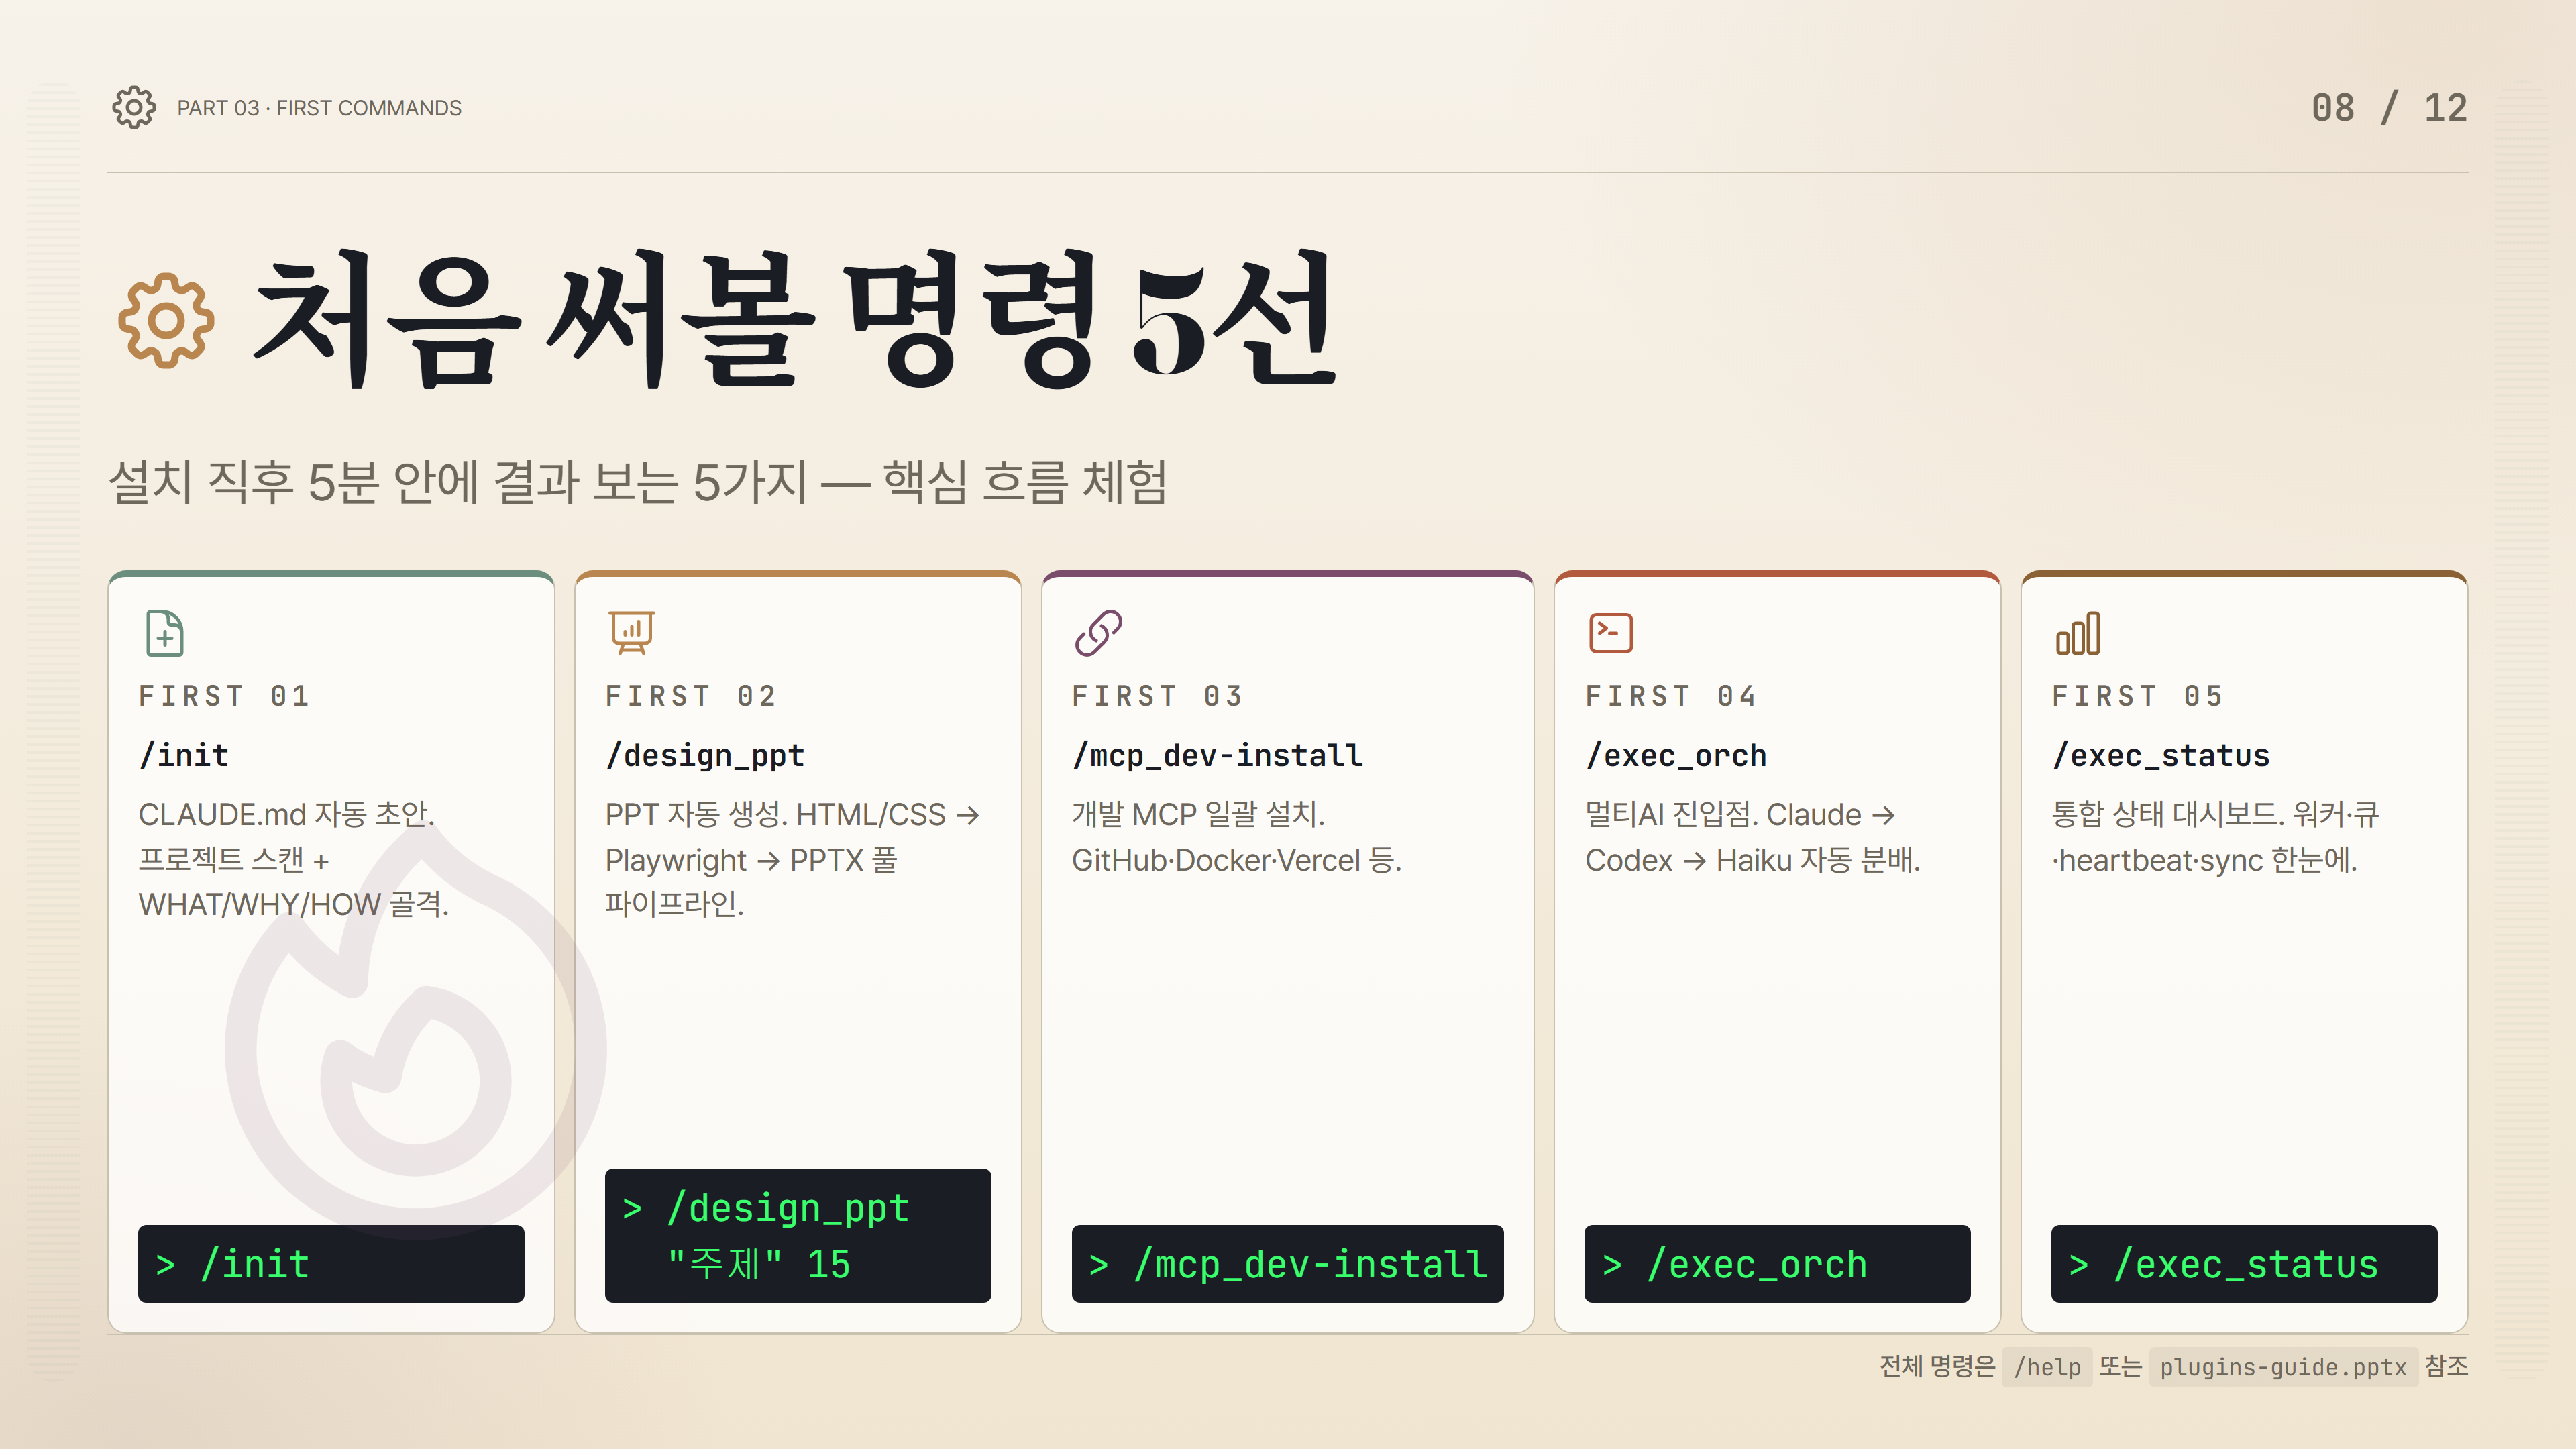 PART 03 · FIRST COMMANDS
08 / 12
처음 써볼 명령 5선
설치 직후 5분 안에 결과 보는 5가지 — 핵심 흐름 체험
FIRST 01
/init
CLAUDE.md 자동 초안.
프로젝트 스캔 +
WHAT/WHY/HOW 골격.
> /init
FIRST 02
/design_ppt
PPT 자동 생성. HTML/CSS →
Playwright → PPTX 풀
파이프라인.
> /design_ppt
"주제" 15
FIRST 03
/mcp_dev-install
개발 MCP 일괄 설치.
GitHub·Docker·Vercel 등.
> /mcp_dev-install
FIRST 04
/exec_orch
멀티AI 진입점. Claude →
Codex → Haiku 자동 분배.
> /exec_orch
FIRST 05
/exec_status
통합 상태 대시보드. 워커·큐
·heartbeat·sync 한눈에.
> /exec_status
전체 명령은 /help 또는 plugins-guide.pptx 참조